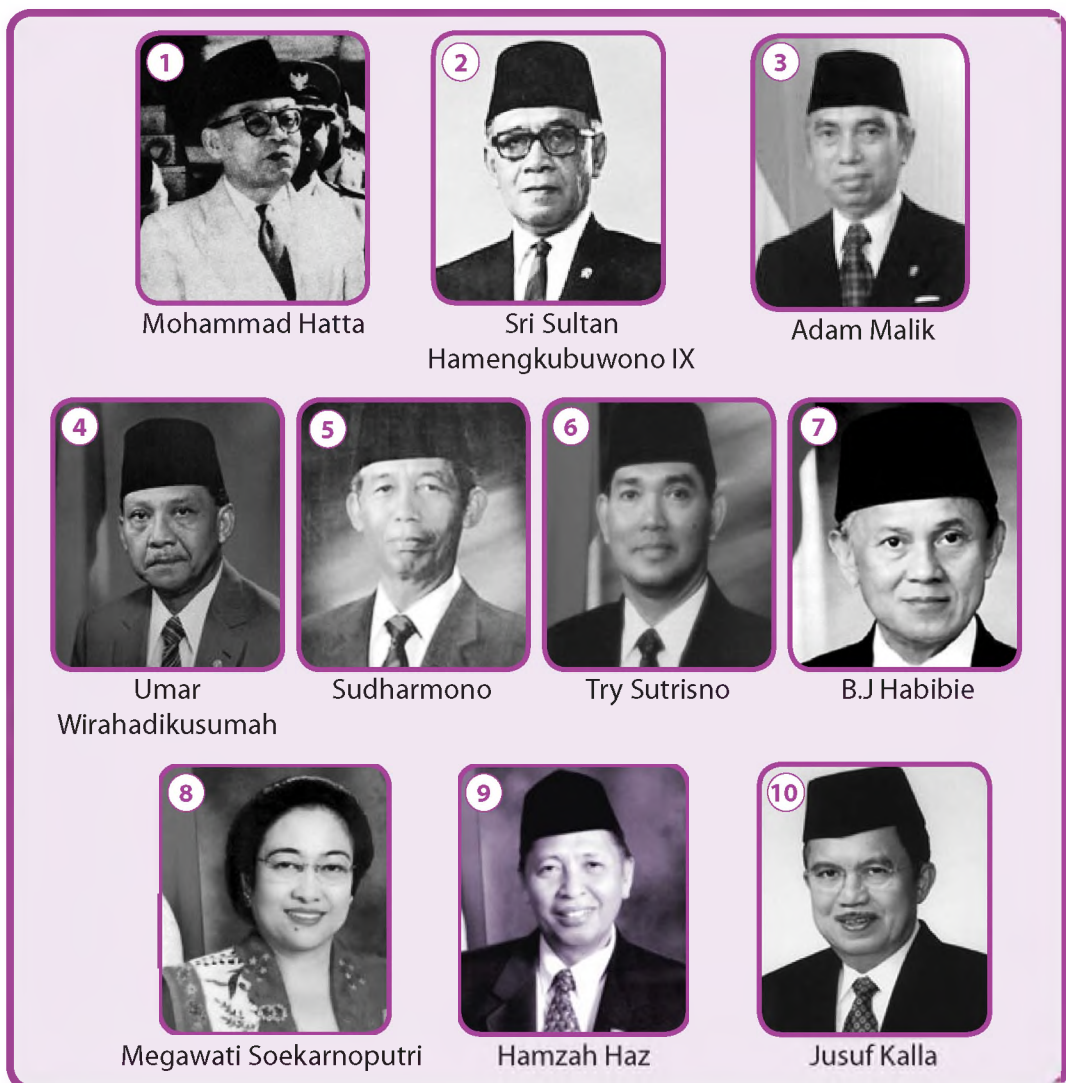 1
2
3
Mohammad Hatta
Sri Sultan
Hamengkubuwono IX
Adam Malik
4
5
6
7
Umar
Wirahadikusumah
Sudharmono
Try Sutrisno
B.J Habibie
8
9
10
Megawati Soekarnoputri
Hamzah Haz
Jusuf Kalla